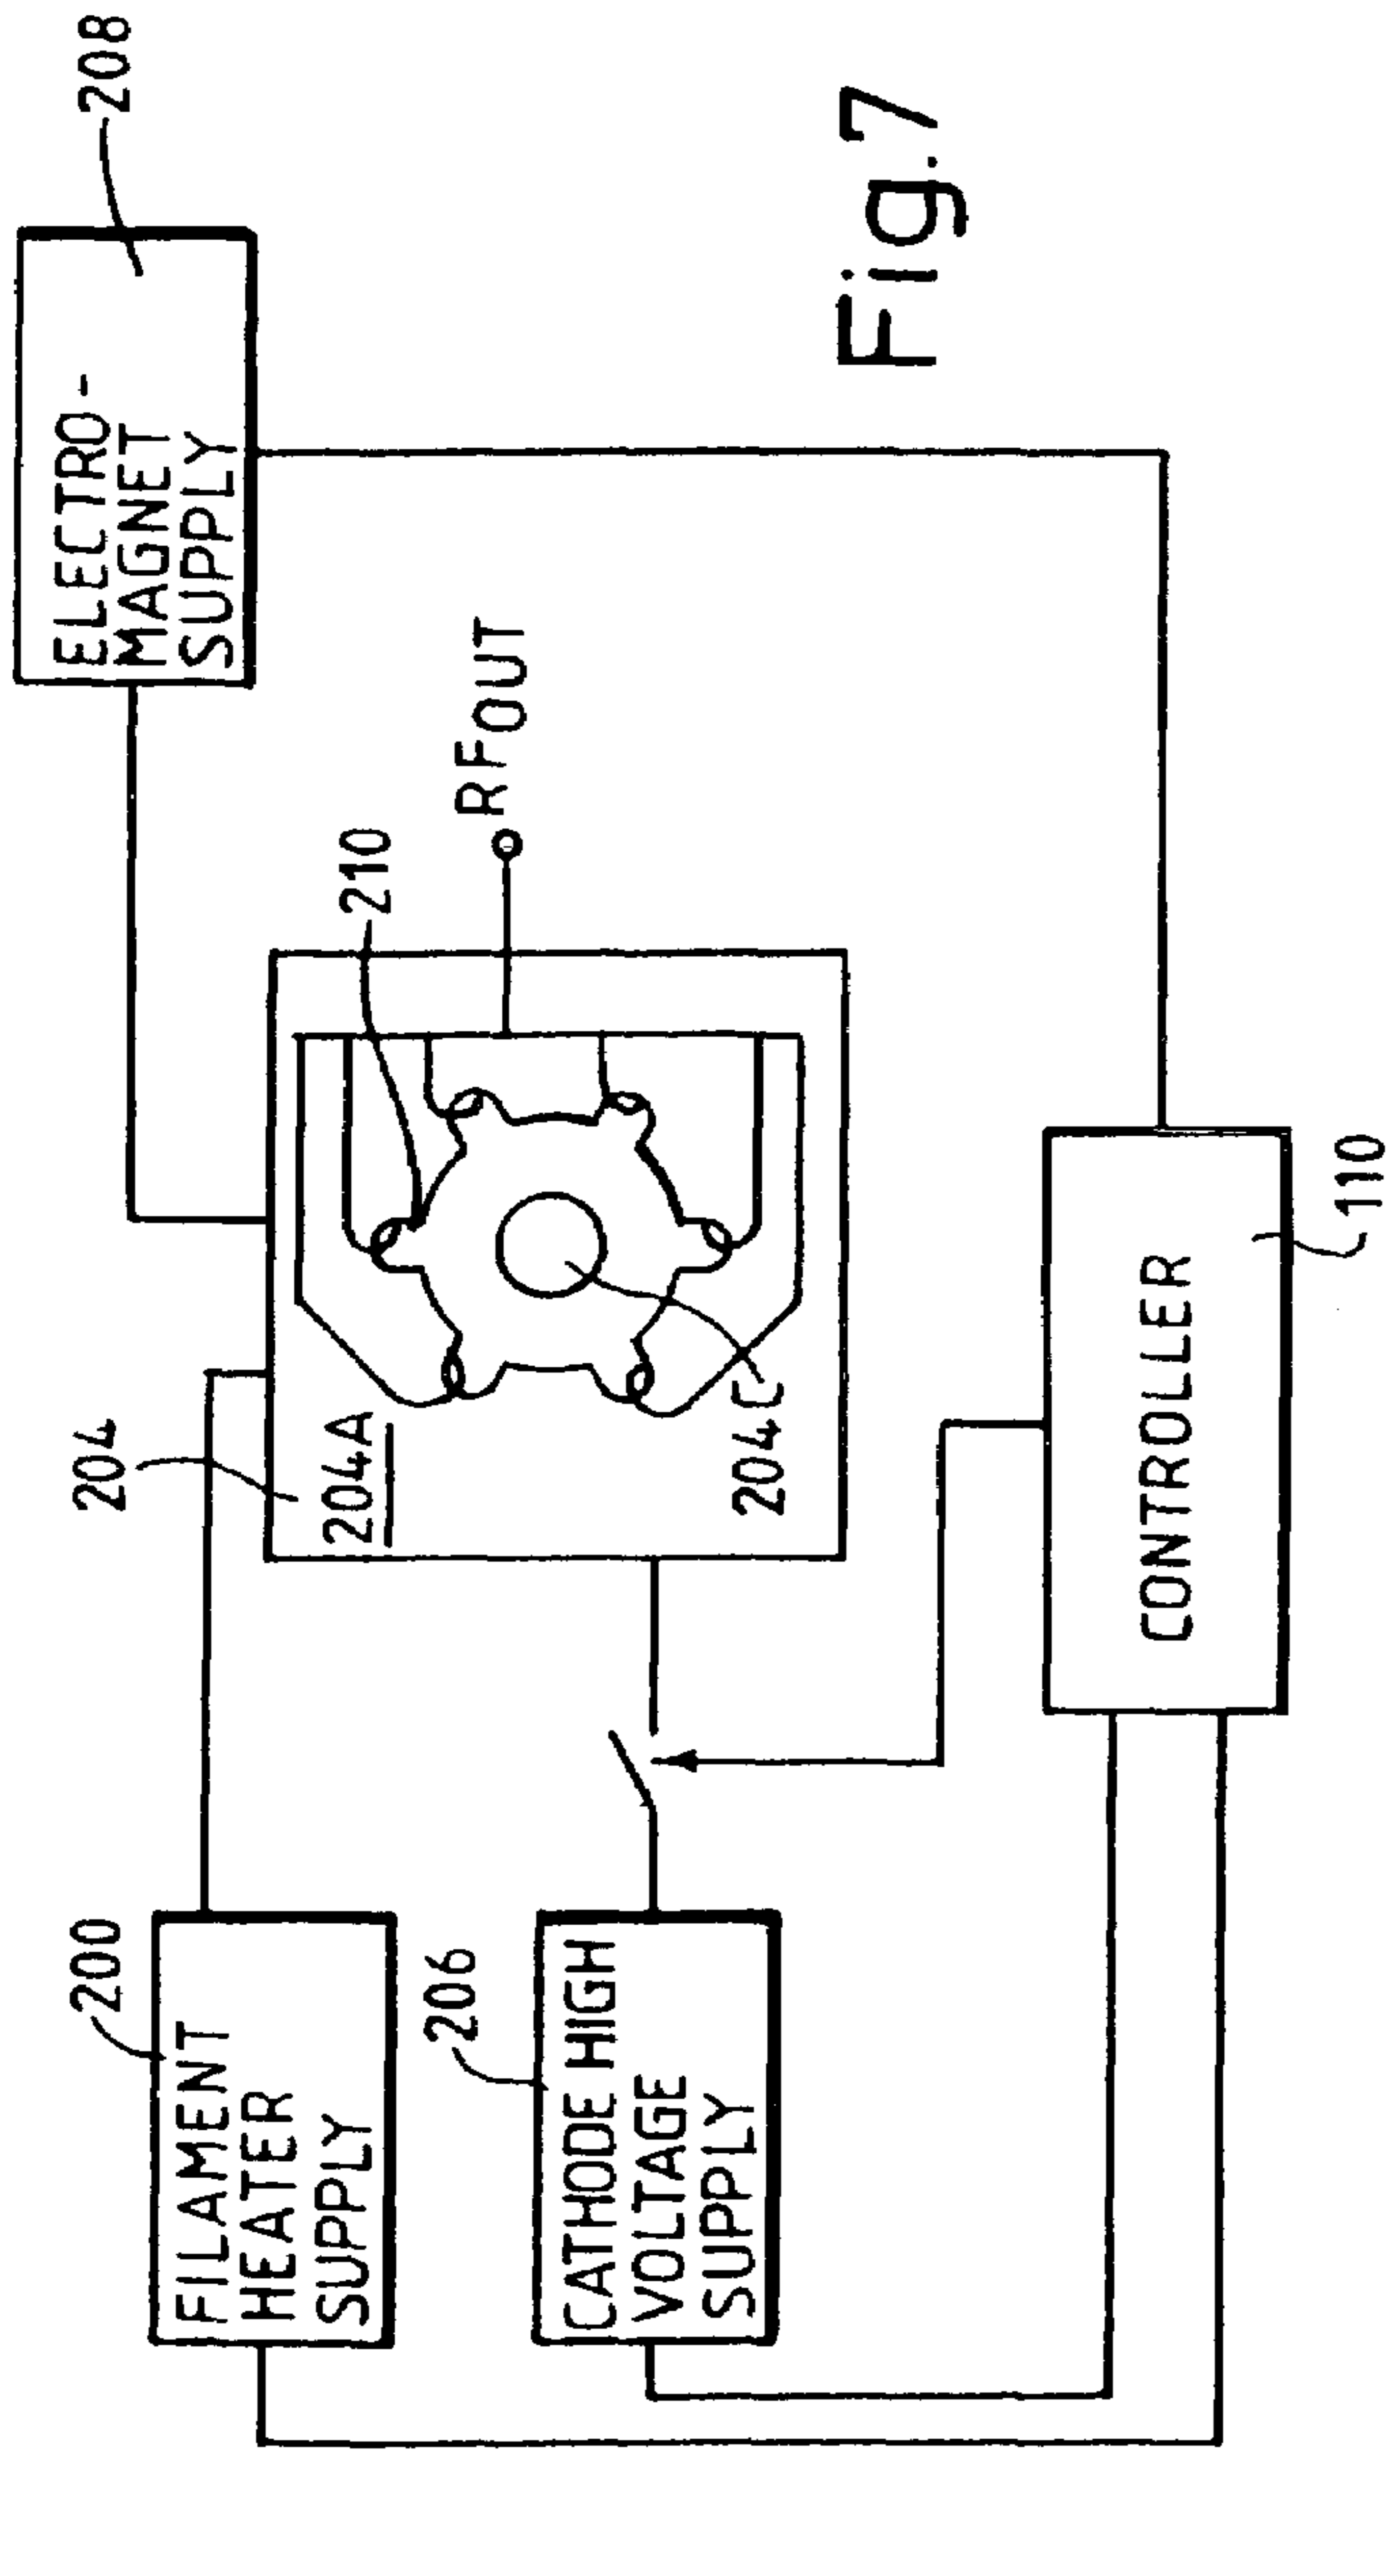 200
FILAMENT
HEATER
SUPPLY
206
CATHODE HIGH
VOLTAGE
SUPPLY
204
204A
204C
210
RFOUT
ELECTRO-
MAGNET
SUPPLY
208
CONTROLLER
110
Fig.7